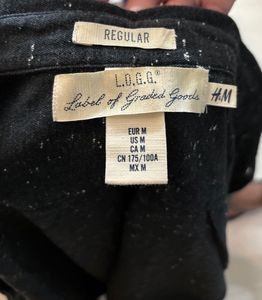 REGULAR
L.O.G.G.®
Label of Graded Goods
H&M
EUR M
US M
CA M
CN 175/100A
MX M